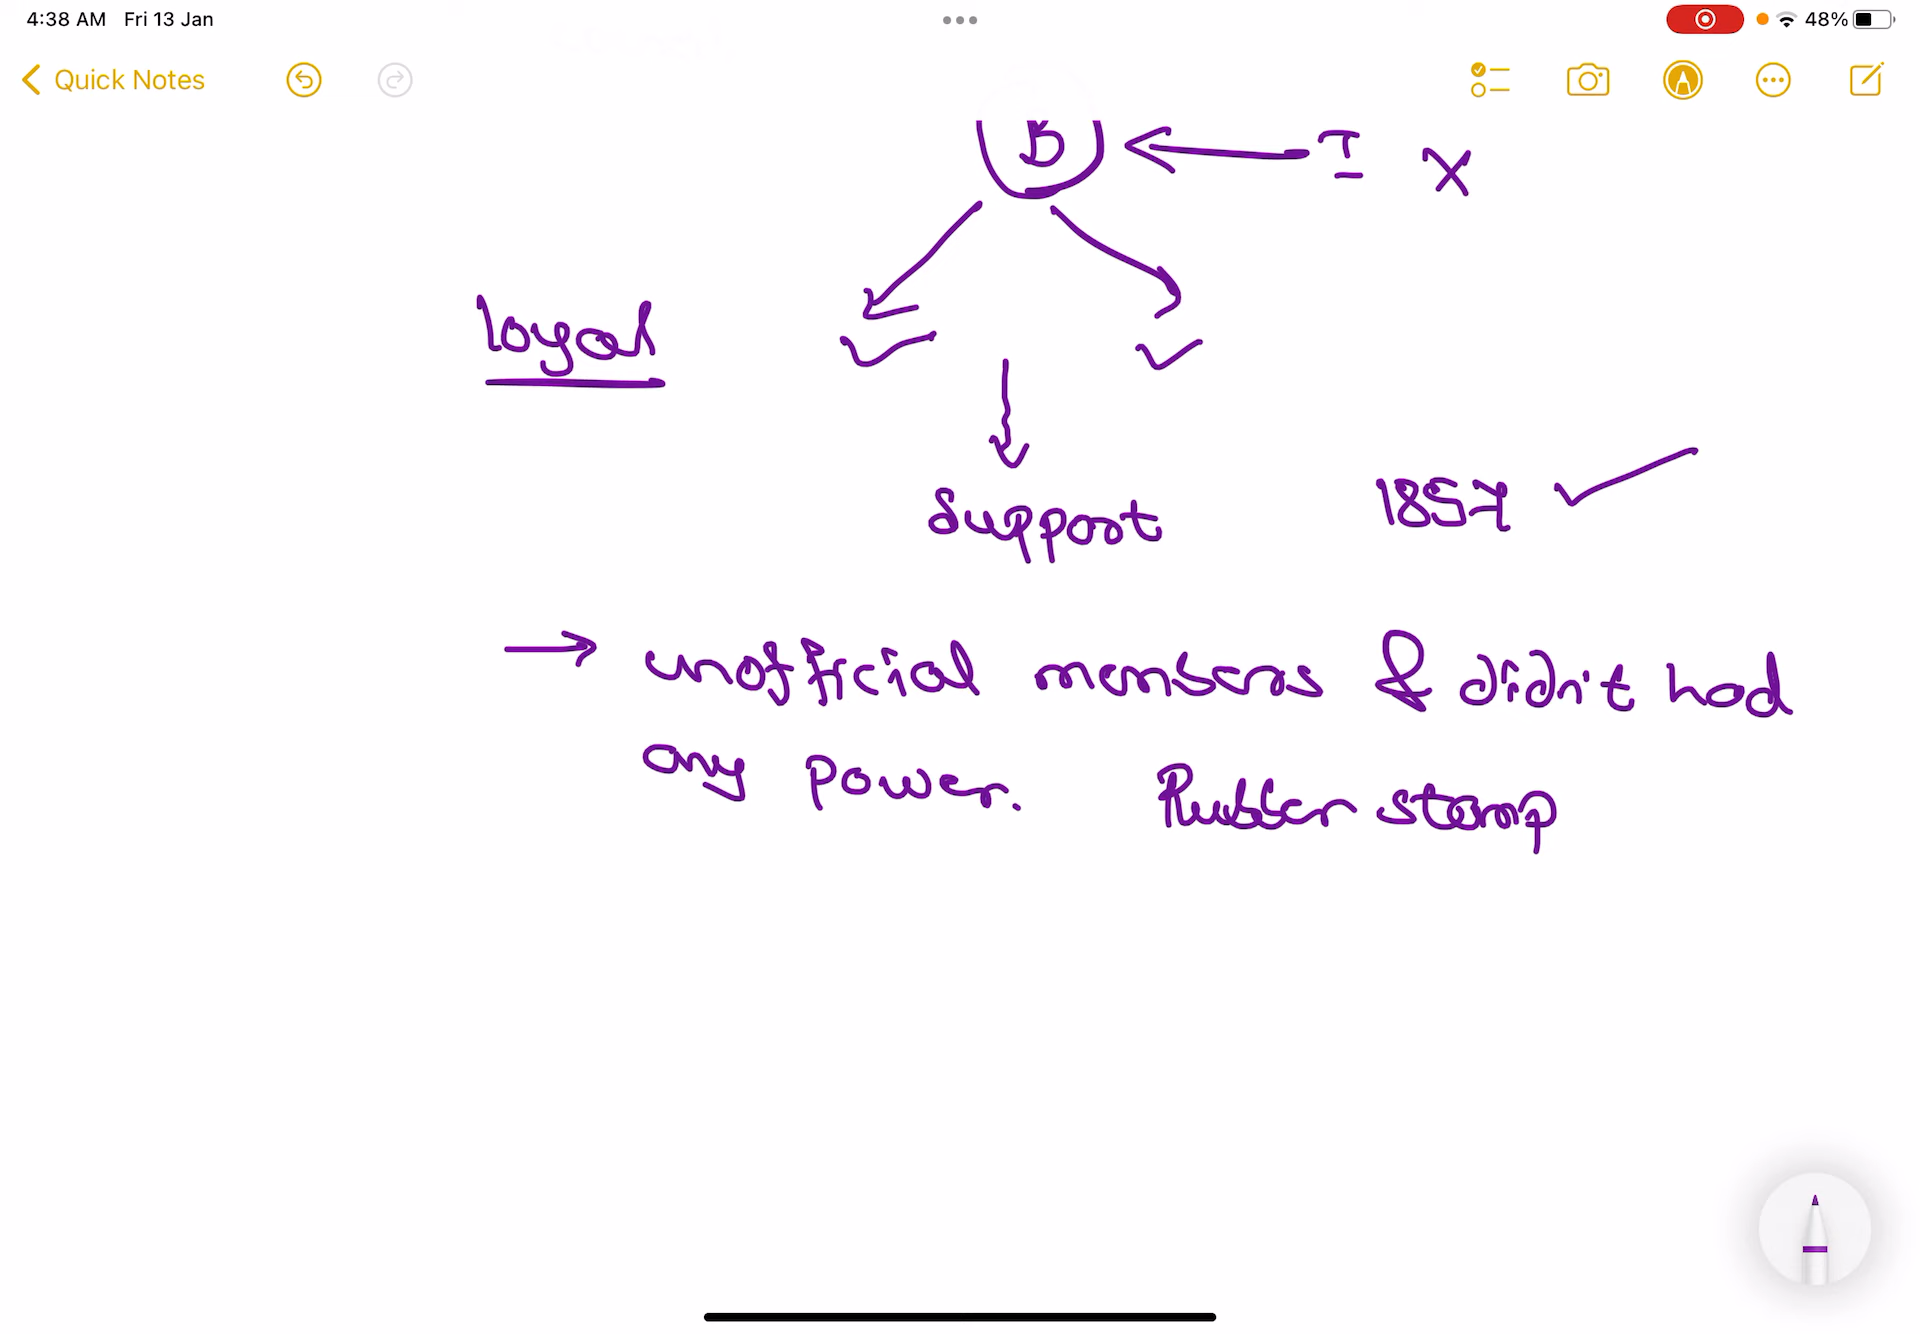 4:38 AM Fri 13 Jan
48%
Quick Notes
B
I X
loyal
Support
1857
unofficial members & didn't had
any power. Rubber stamp